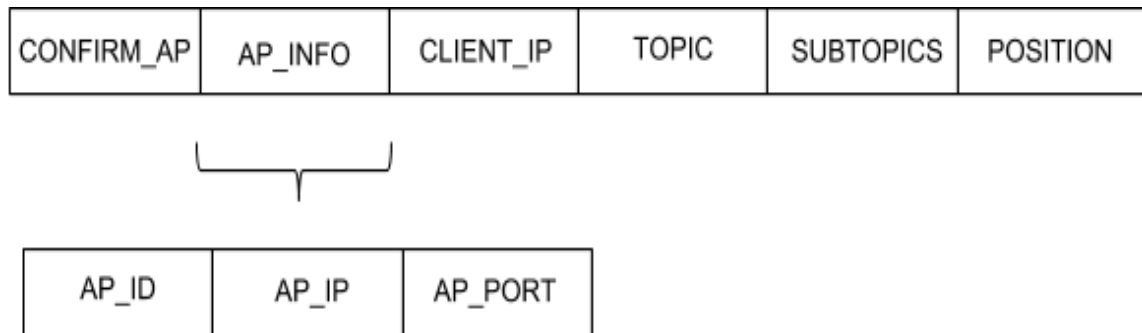 CONFIRM_AP AP_INFO CLIENT_IP TOPIC SUBTOPICS POSITION
AP_ID AP_IP AP_PORT